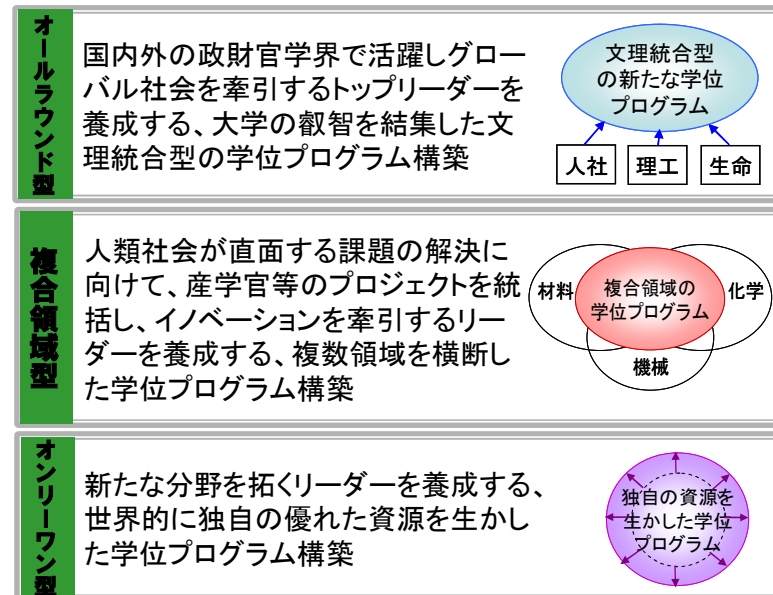 オールラウンド型
国内外の政財官学界で活躍しグロー
バル社会を牽引するトップリーダーを
養成する、大学の叡智を結集した文
理統合型の学位プログラム構築
文理統合型
の新たな学位
プログラム
人社
理工
生命
複合領域型
人類社会が直面する課題の解決に
向けて、産学官等のプロジェクトを統
括し、イノベーションを牽引するリー
ダーを養成する、複数領域を横断し
た学位プログラム構築
材料
複合領域の
学位プログラム
化学
機械
オンリーワン型
新たな分野を拓くリーダーを養成する、
世界的に独自の優れた資源を生かし
た学位プログラム構築
独自の資源を
生かした学位
プログラム